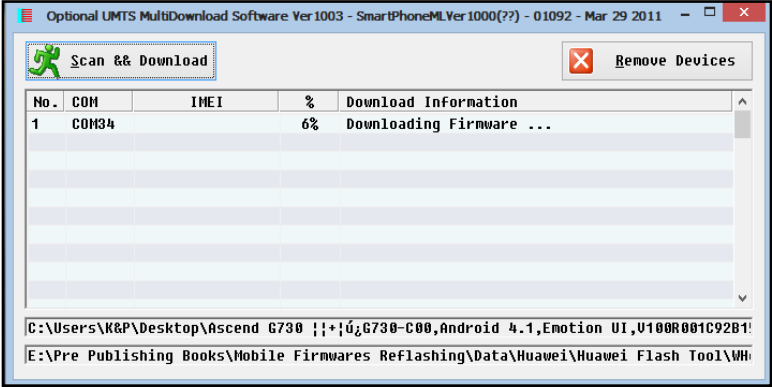 Optional UMTS MultiDownload Software Ver1003 - SmartPhoneMLVer1000(??) - 01092 - Mar 29 2011
Scan && Download
Remove Devices
No. COM IMEI % Download Information
1 COM34 6% Downloading Firmware ...
C:\Users\K&P\Desktop\Ascend G730 ¦¦+¦ú¿G730-C00,Android 4.1,Emotion UI,V100R001C92B1
E:\Pre Publishing Books\Mobile Firmwares Reflashing\Data\Huawei\Huawei Flash Tool\WH